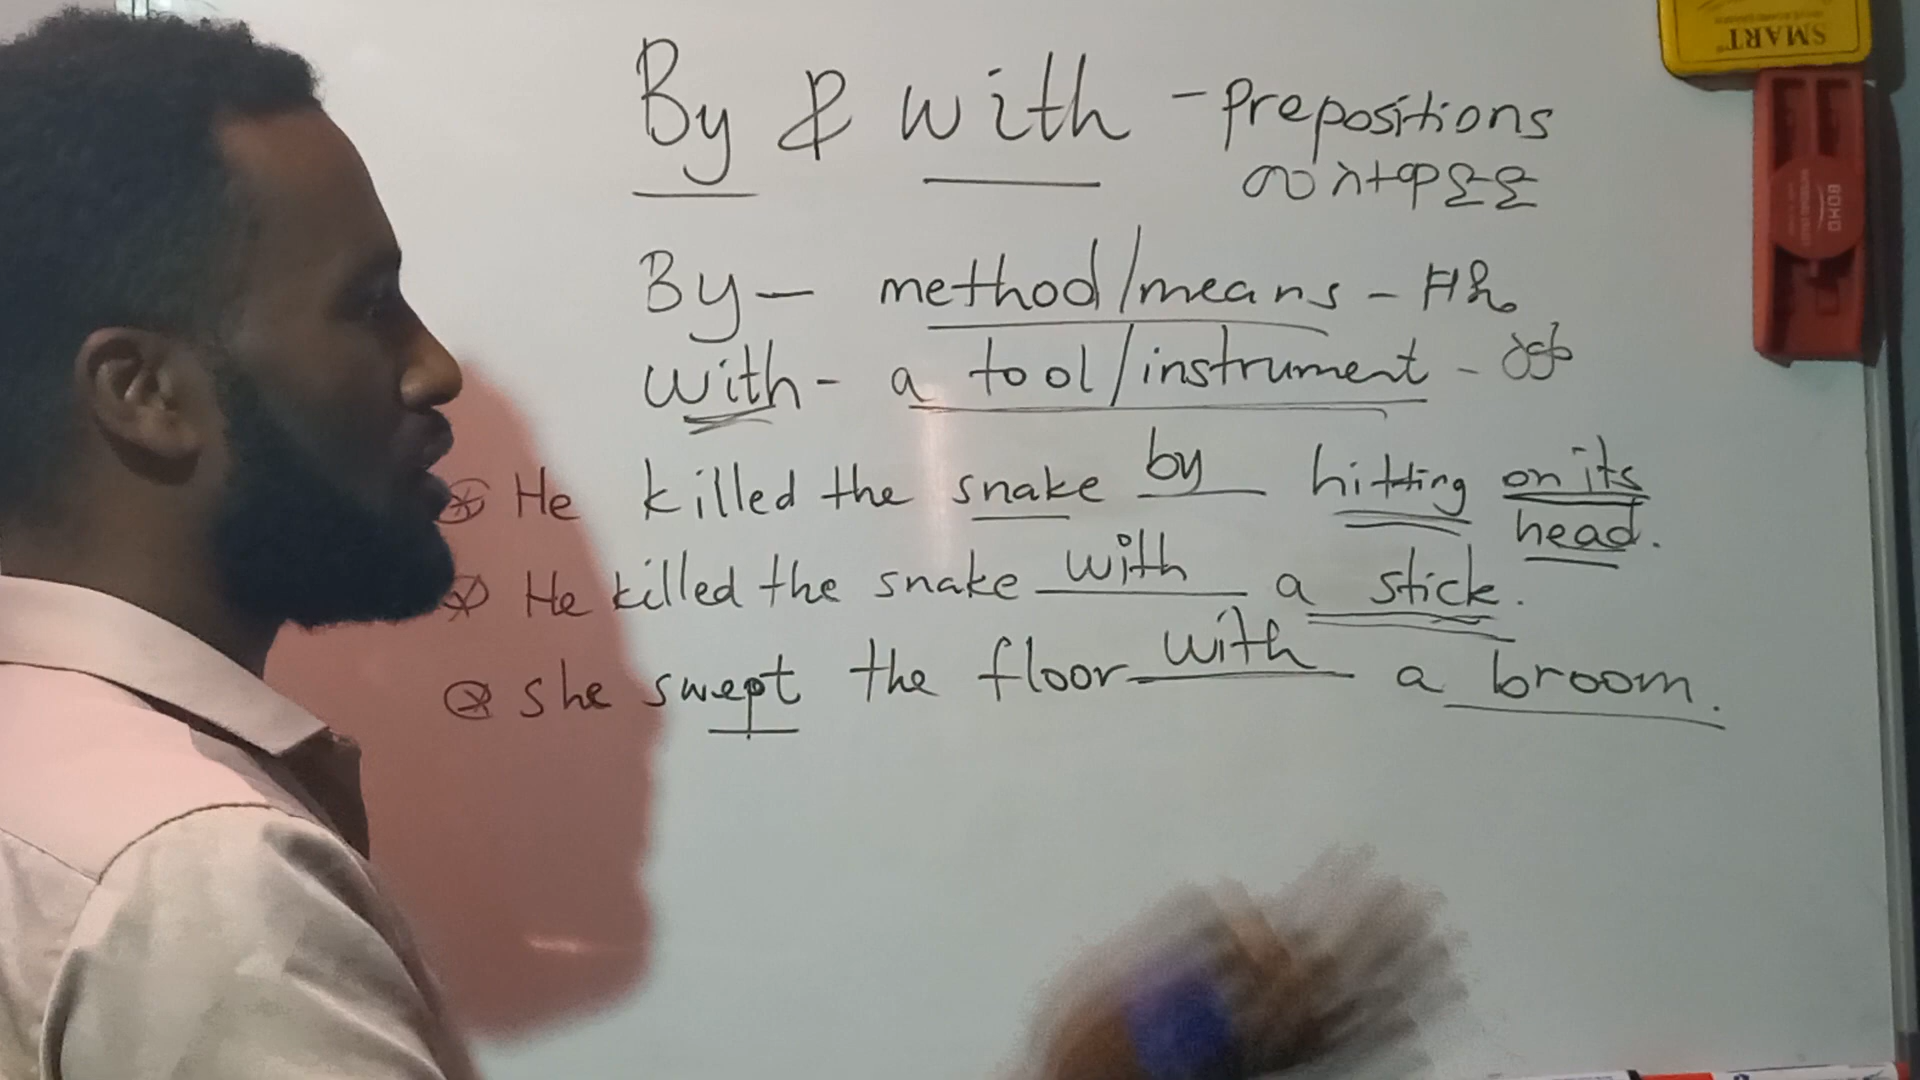 By & with - prepositions
መስተዋድድ
By - method/means - ዘዴ
with - a tool/instrument - መሳሪያ
He killed the snake by hitting on its
head.
He killed the snake with a stick.
she swept the floor with a broom.
SMART